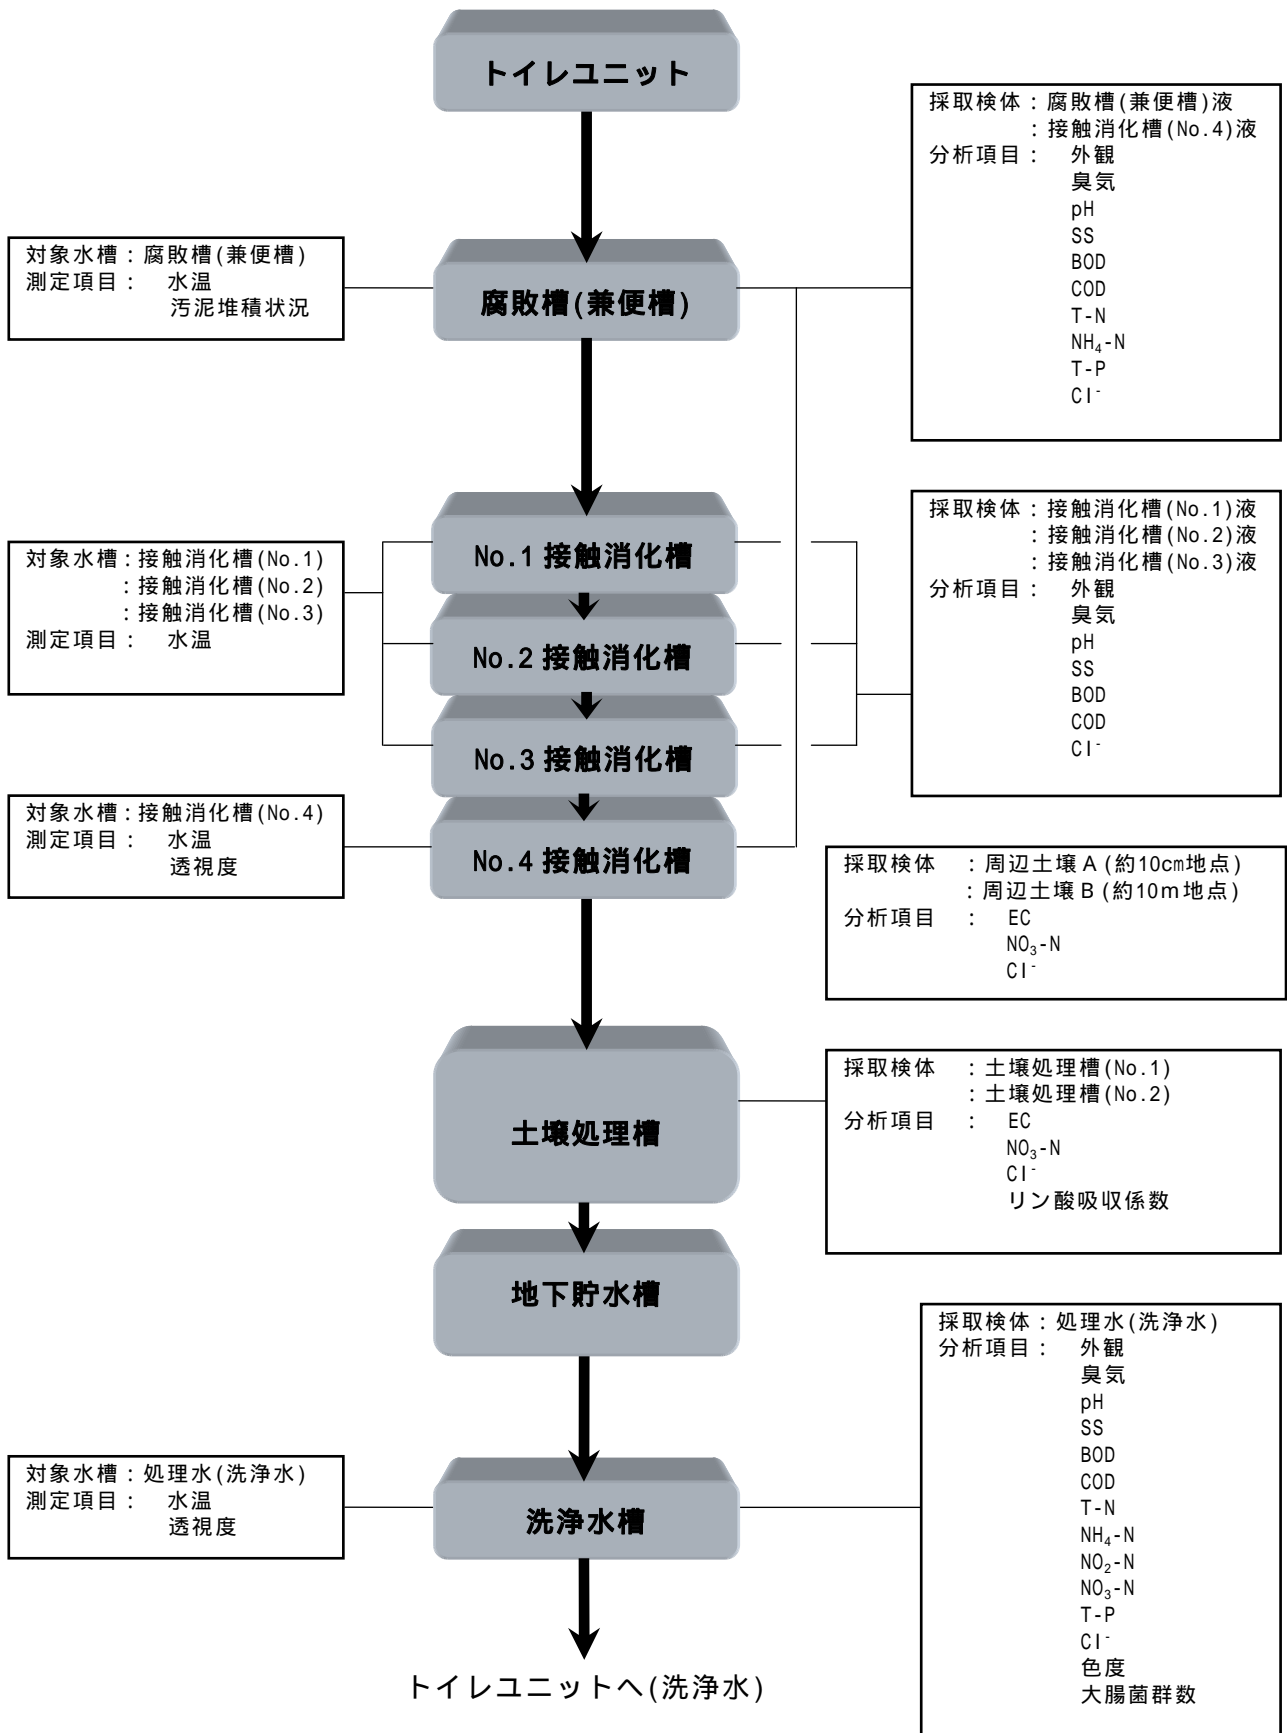 トイレユニット
採取検体：腐敗槽(兼便槽)液
：接触消化槽(No.4)液
分析項目：　外観
臭気
pH
SS
BOD
COD
T-N
NH₄-N
T-P
Cl⁻
対象水槽：腐敗槽(兼便槽)
測定項目：　水温
汚泥堆積状況
腐敗槽(兼便槽)
対象水槽：接触消化槽(No.1)
：接触消化槽(No.2)
：接触消化槽(No.3)
測定項目：　水温
No.1 接触消化槽
No.2 接触消化槽
No.3 接触消化槽
採取検体：接触消化槽(No.1)液
：接触消化槽(No.2)液
：接触消化槽(No.3)液
分析項目：　外観
臭気
pH
SS
BOD
COD
Cl⁻
対象水槽：接触消化槽(No.4)
測定項目：　水温
透視度
No.4 接触消化槽
採取検体　：周辺土壌Ａ(約10cm地点)
：周辺土壌Ｂ(約10m地点)
分析項目　：　EC
NO₃-N
Cl⁻
土壌処理槽
採取検体　：土壌処理槽(No.1)
：土壌処理槽(No.2)
分析項目　：　EC
NO₃-N
Cl⁻
リン酸吸収係数
地下貯水槽
採取検体：処理水(洗浄水)
分析項目：　外観
臭気
pH
SS
BOD
COD
T-N
NH₄-N
NO₂-N
NO₃-N
T-P
Cl⁻
色度
大腸菌群数
対象水槽：処理水(洗浄水)
測定項目：　水温
透視度
洗浄水槽
トイレユニットへ(洗浄水)